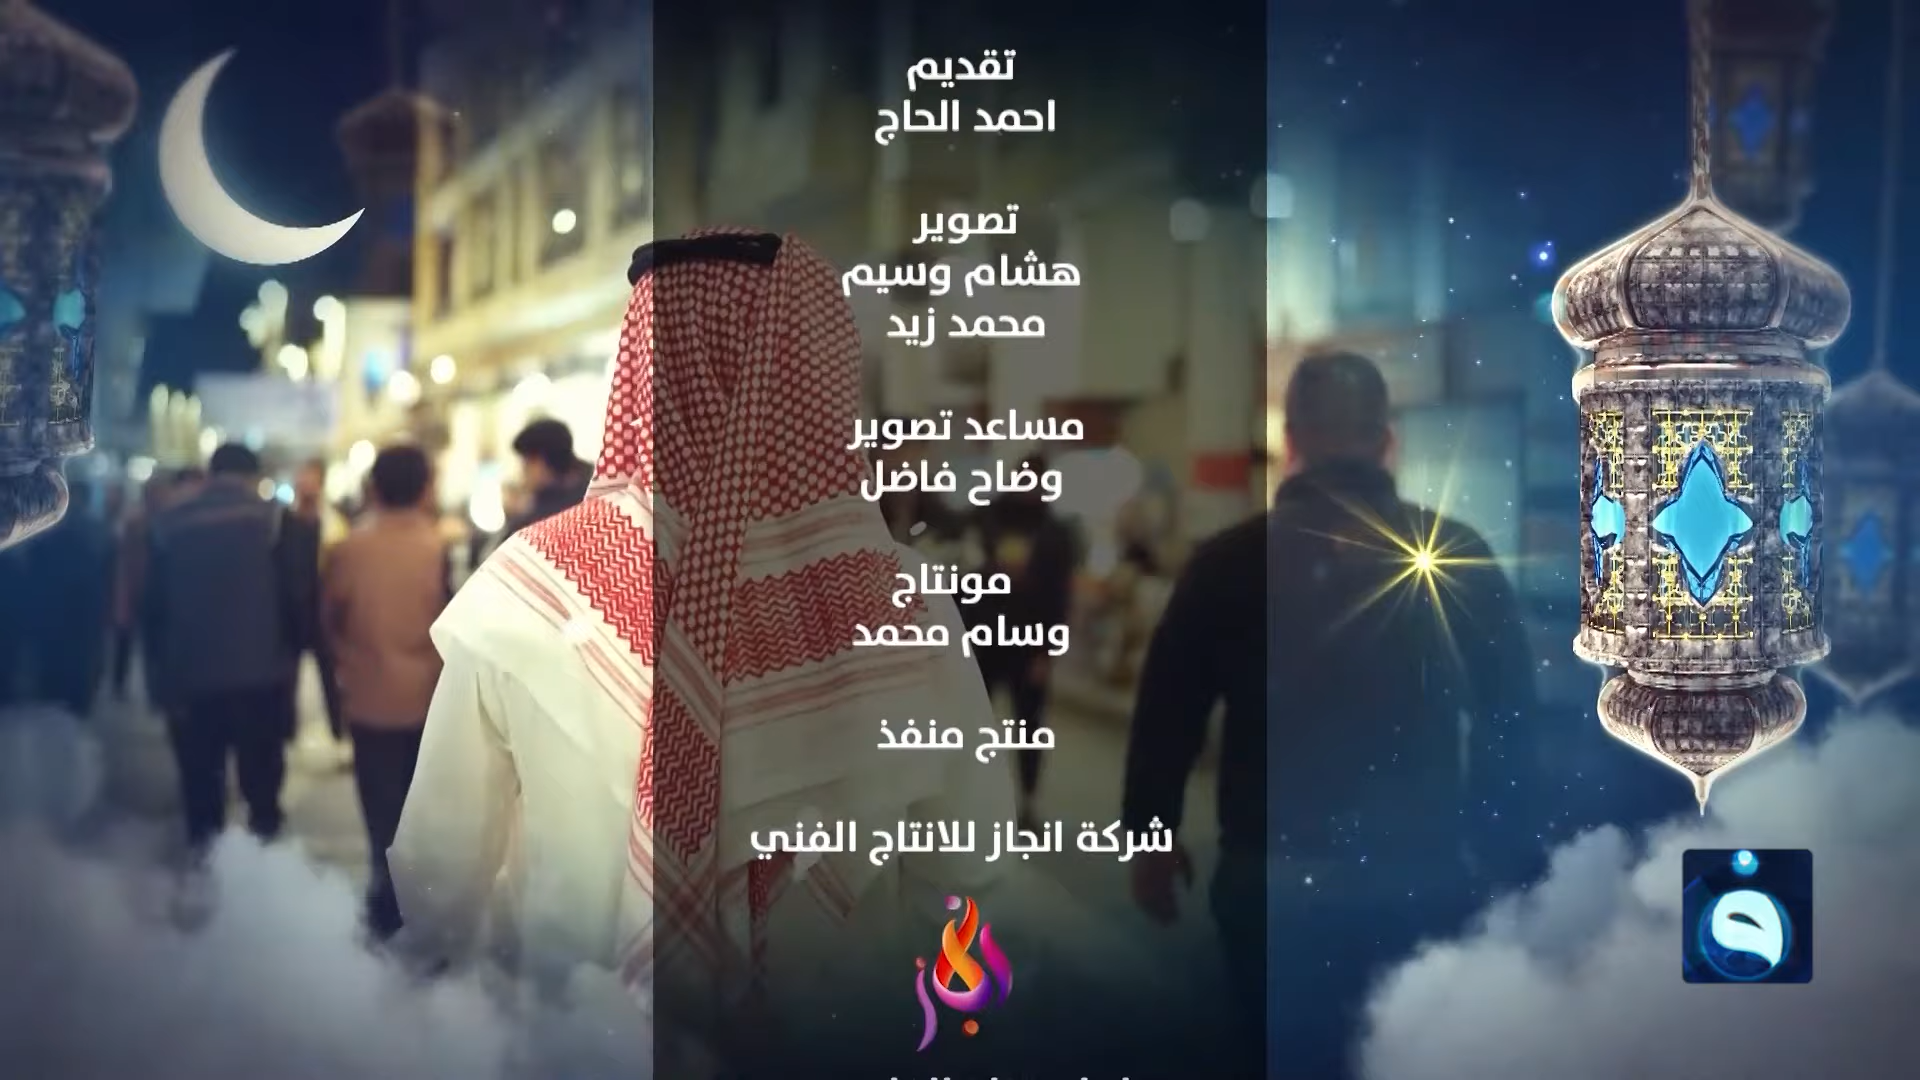 تقديم
احمد الحاج
تصوير
هشام وسيم
محمد زيد
مساعد تصوير
وضاح فاضل
مونتاج
وسام محمد
منتج منفذ
شركة انجاز للانتاج الفني
انجاز